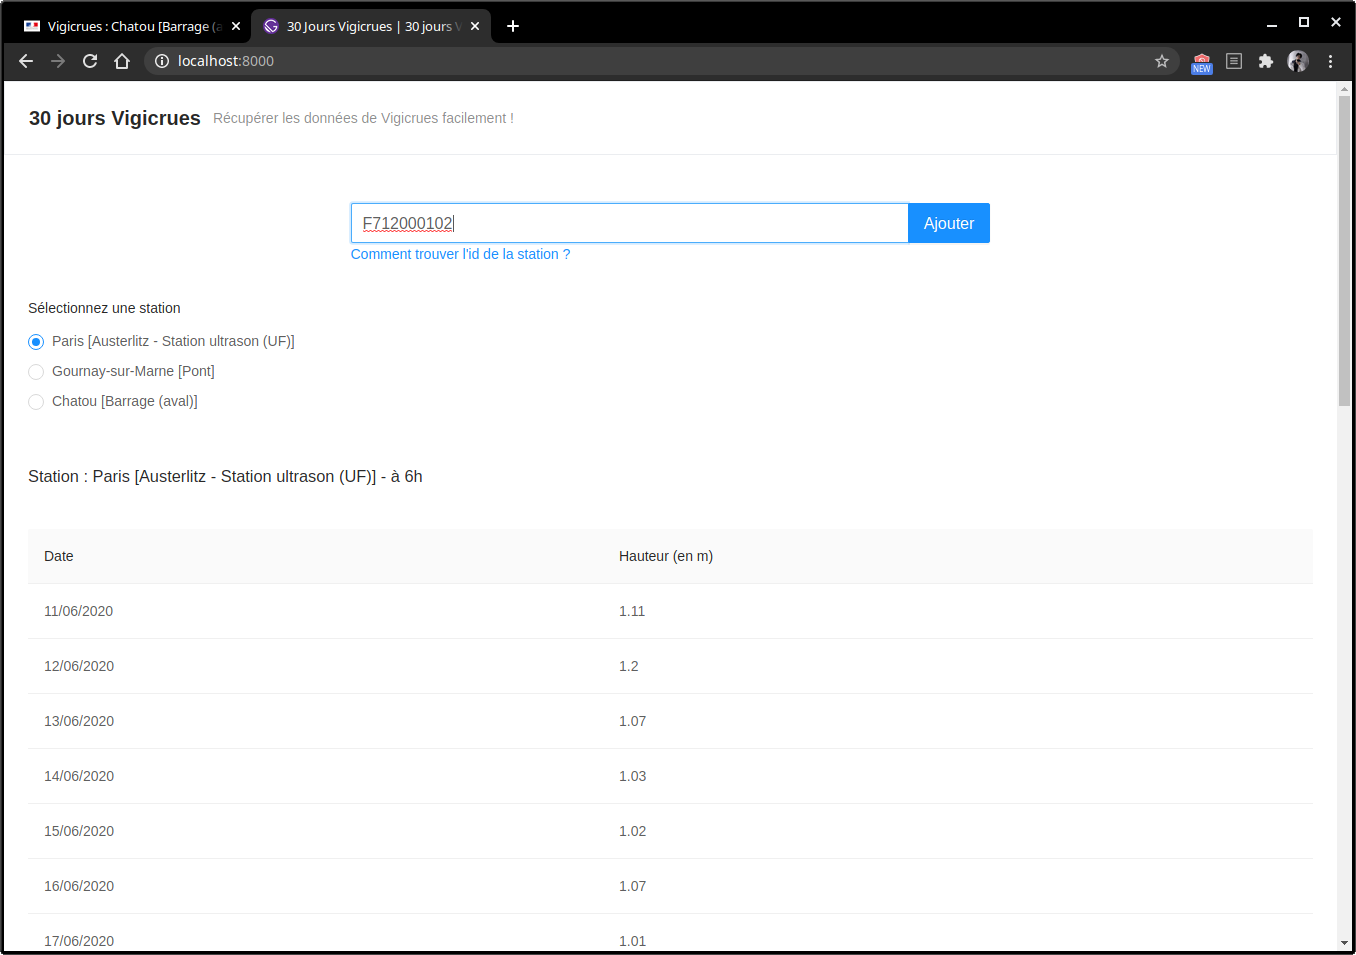 Vigicrues : Chatou [Barrage (a
30 Jours Vigicrues | 30 jours V
localhost:8000
NEW
30 jours Vigicrues Récupérer les données de Vigicrues facilement !
F712000102 Ajouter
Comment trouver l'id de la station ?
Sélectionnez une station
Paris [Austerlitz - Station ultrason (UF)]
Gournay-sur-Marne [Pont]
Chatou [Barrage (aval)]
Station : Paris [Austerlitz - Station ultrason (UF)] - à 6h
Date Hauteur (en m)
11/06/2020 1.11
12/06/2020 1.2
13/06/2020 1.07
14/06/2020 1.03
15/06/2020 1.02
16/06/2020 1.07
17/06/2020 1.01